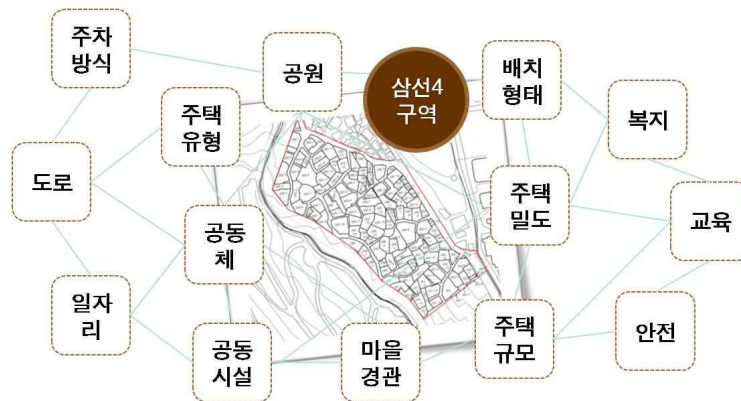 주차
방식
공원
삼선4
구역
배치
형태
주택
유형
복지
도로
공동
체
주택
밀도
교육
일자
리
공동
시설
마을
경관
주택
규모
안전